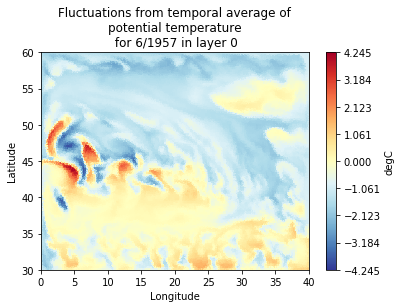 Fluctuations from temporal average of
potential temperature
for 6/1957 in layer 0
60
55
50
45
40
35
30
Latitude
0 5 10 15 20 25 30 35 40
Longitude
4.245
3.184
2.123
1.061
0.000
−1.061
−2.123
−3.184
−4.245
degC